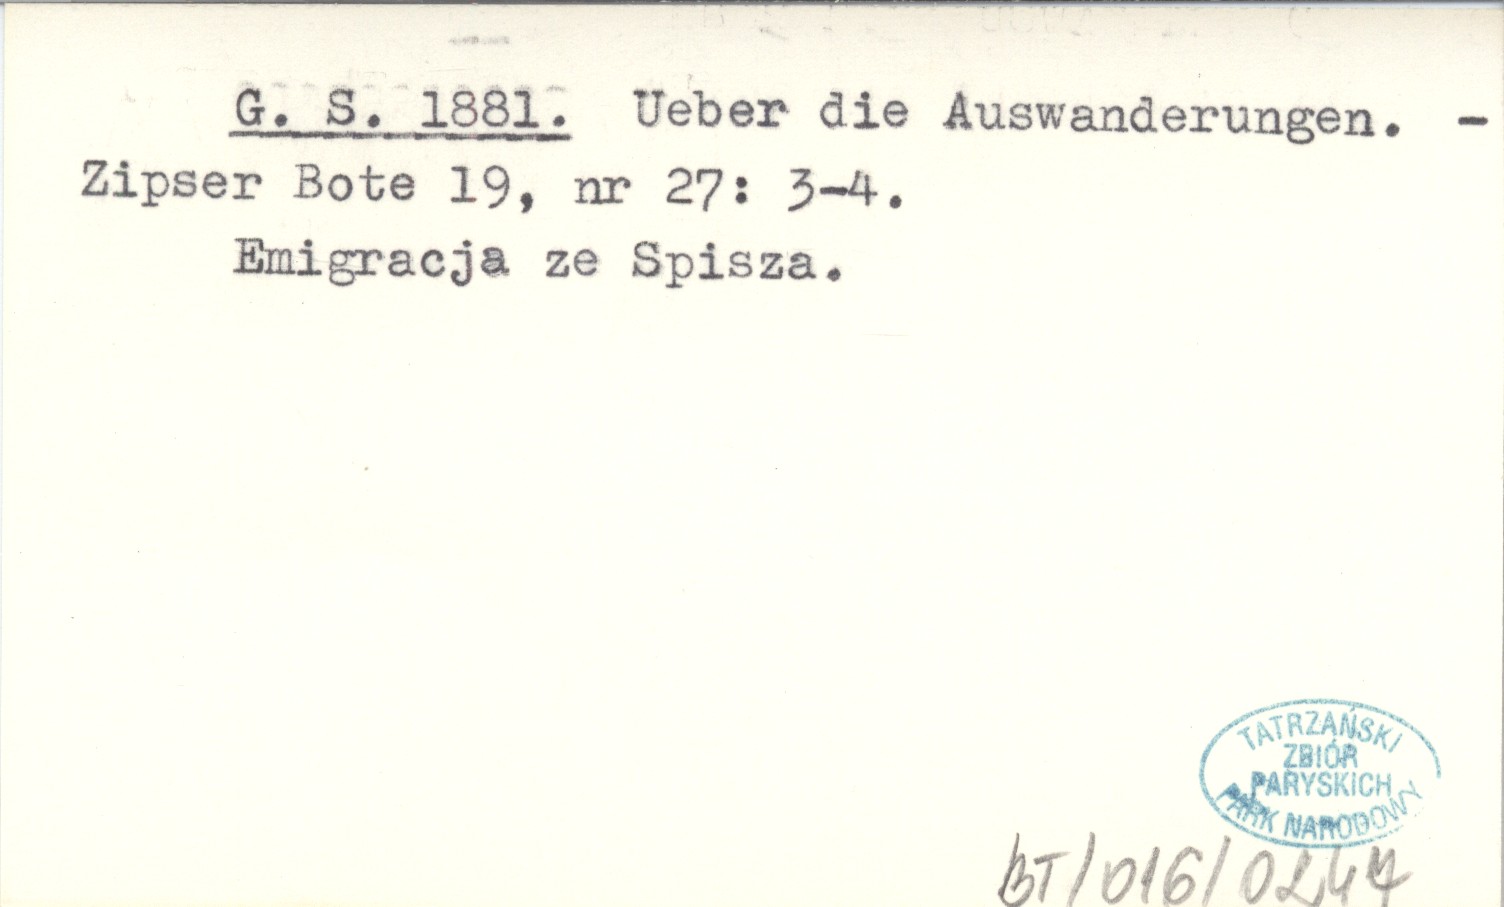 G. S. 1881. Ueber die Auswanderungen. -
Zipser Bote 19, nr 27: 3-4.
Emigracja ze Spisza.
TATRZAŃSKI
ZBIÓR
PARYSKICH
PARK NARODOWY
BT/016/0247